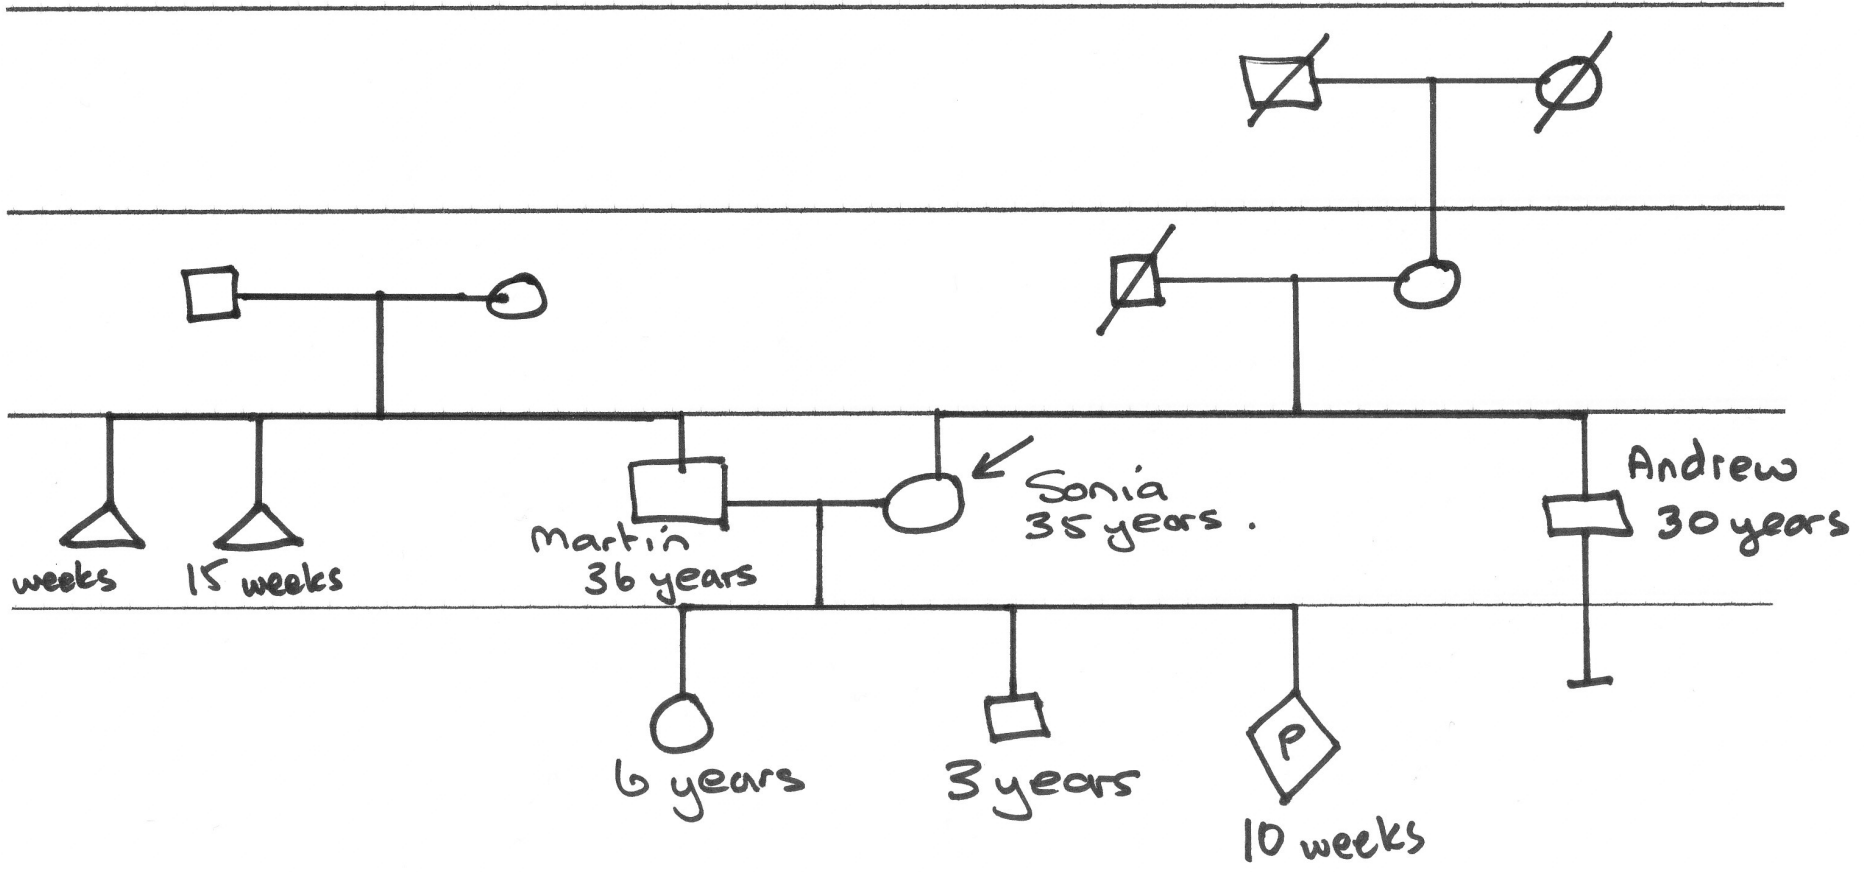 Andrew
30 years
Sonia
35 years.
Martin
36 years
weeks
15 weeks
6 years
3 years
P
10 weeks